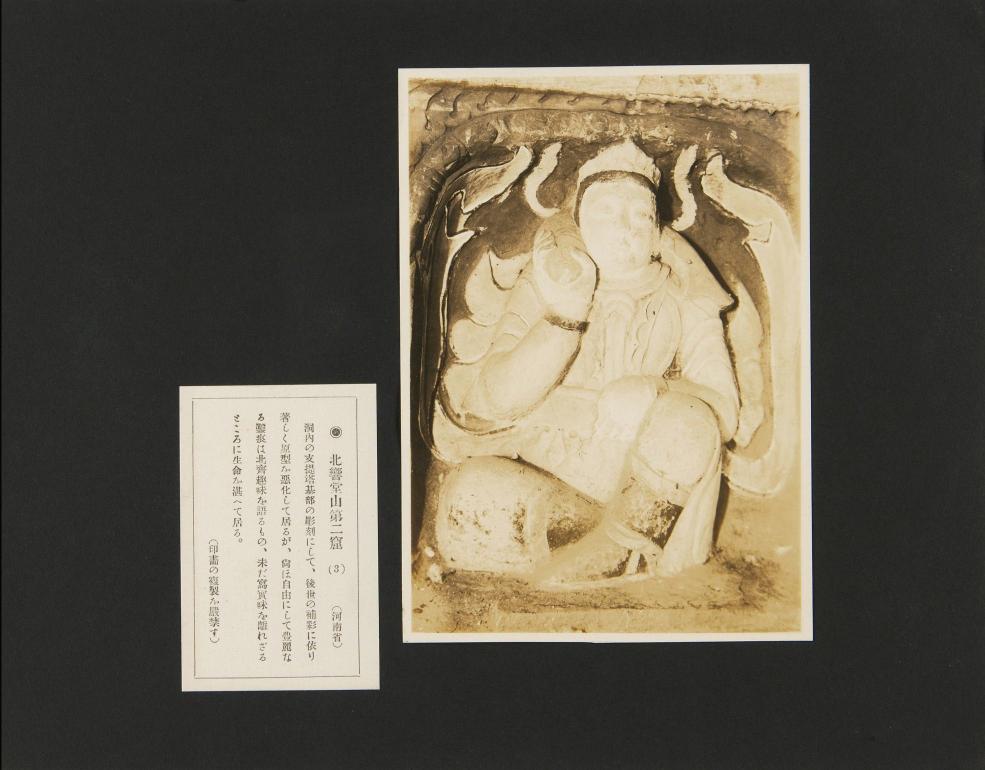 ◉ 北響堂山第二窟 (3) (河南省)
洞内の支提塔基部の彫刻にして、後世の補彩に依り
著しく原型を悪化して居るが、尙ほ自由にして豊麗な
る鑿痕は北齊趣味を語るもの、未だ寫實味を離れざる
ところに生命を湛へて居る。
(印畫の複製を嚴禁す)